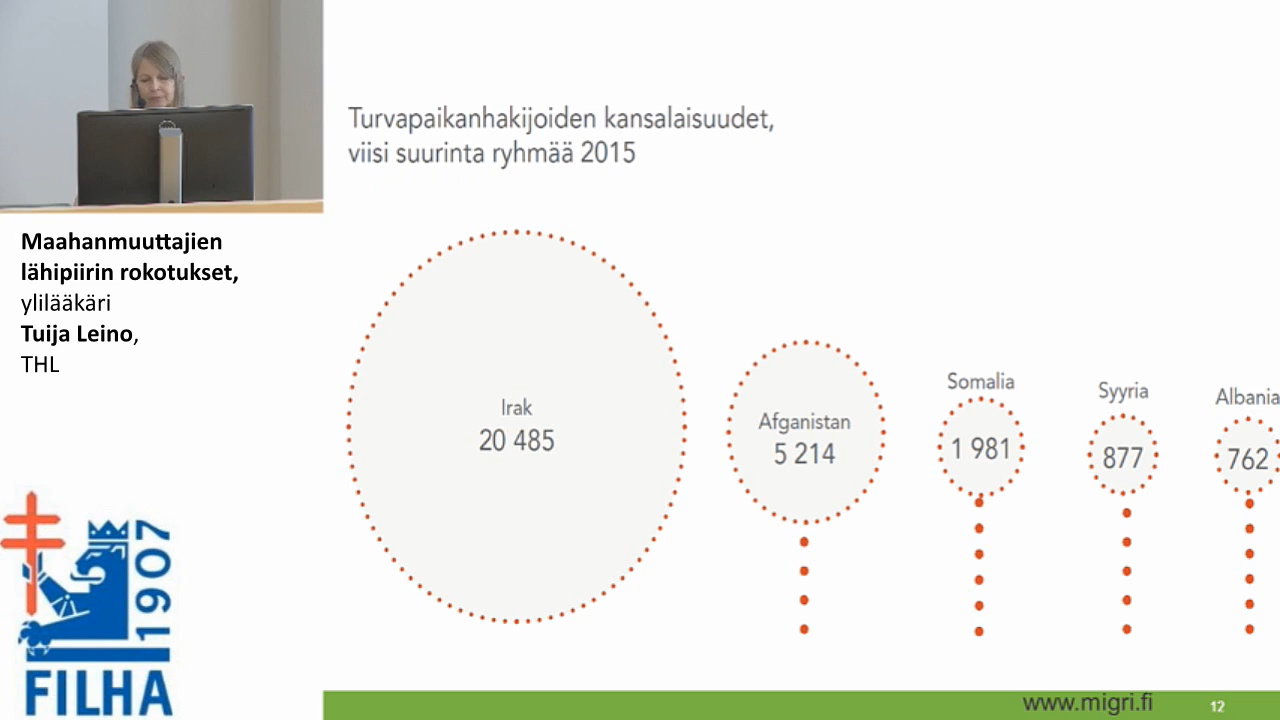 Maahanmuuttajien
lähipiirin rokotukset,
ylilääkäri
Tuija Leino,
THL
1907
FILHA
Turvapaikanhakijoiden kansalaisuudet,
viisi suurinta ryhmää 2015
Irak
20 485
Afganistan
5 214
Somalia
1 981
Syyria
877
Albania
762
www.migri.fi
12